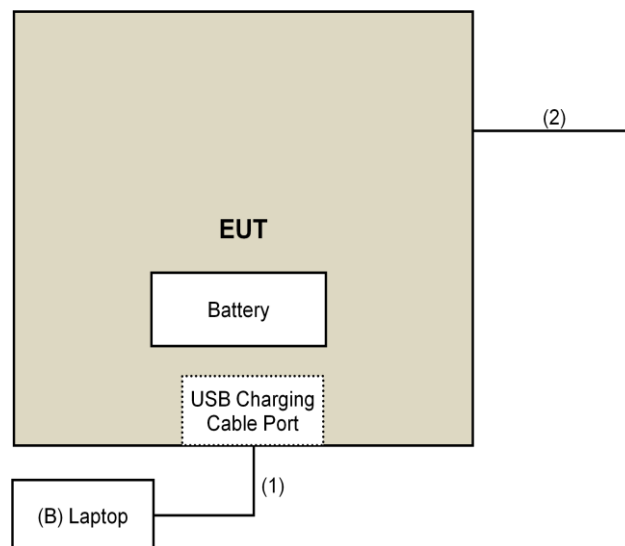 (2)
EUT
Battery
USB Charging
Cable Port
(1)
(B) Laptop